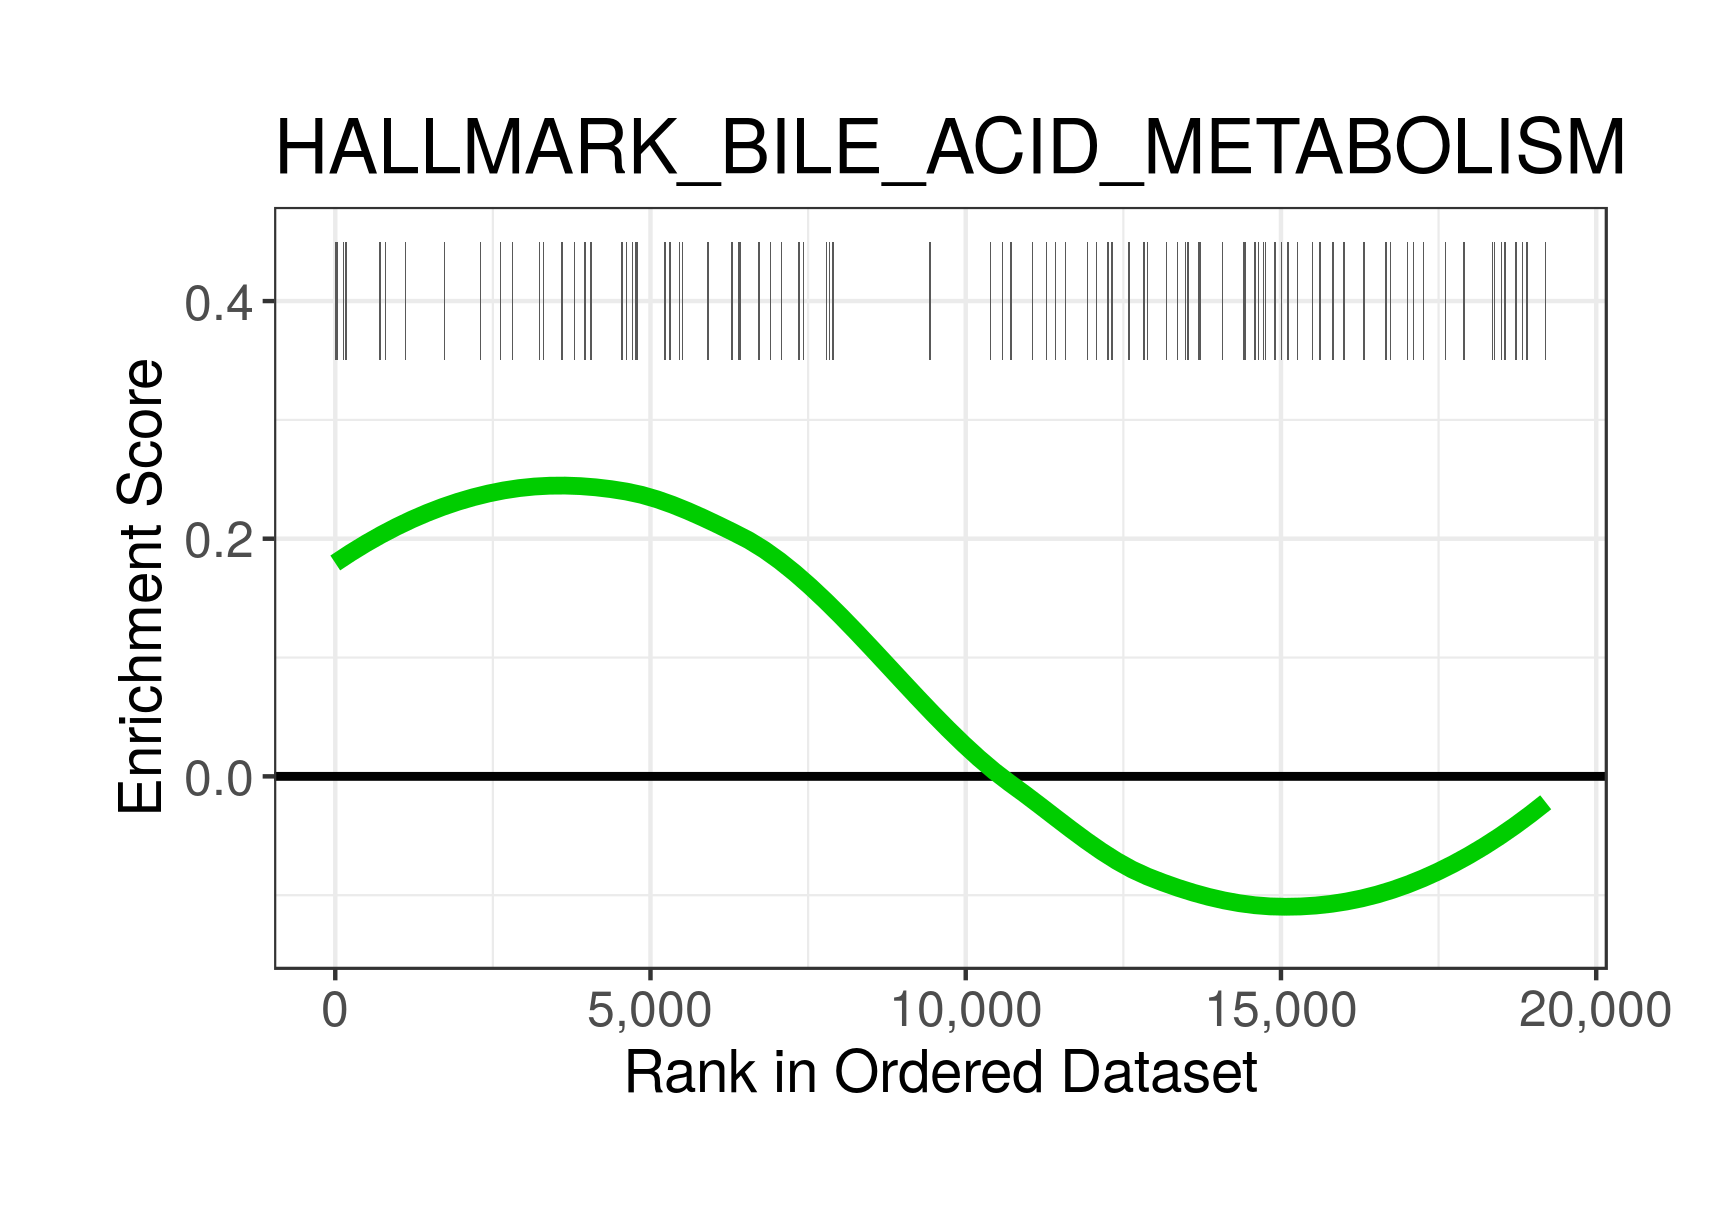 HALLMARK_BILE_ACID_METABOLISM
Enrichment Score
0.4
0.2
0.0
0 5,000 10,000 15,000 20,000
Rank in Ordered Dataset